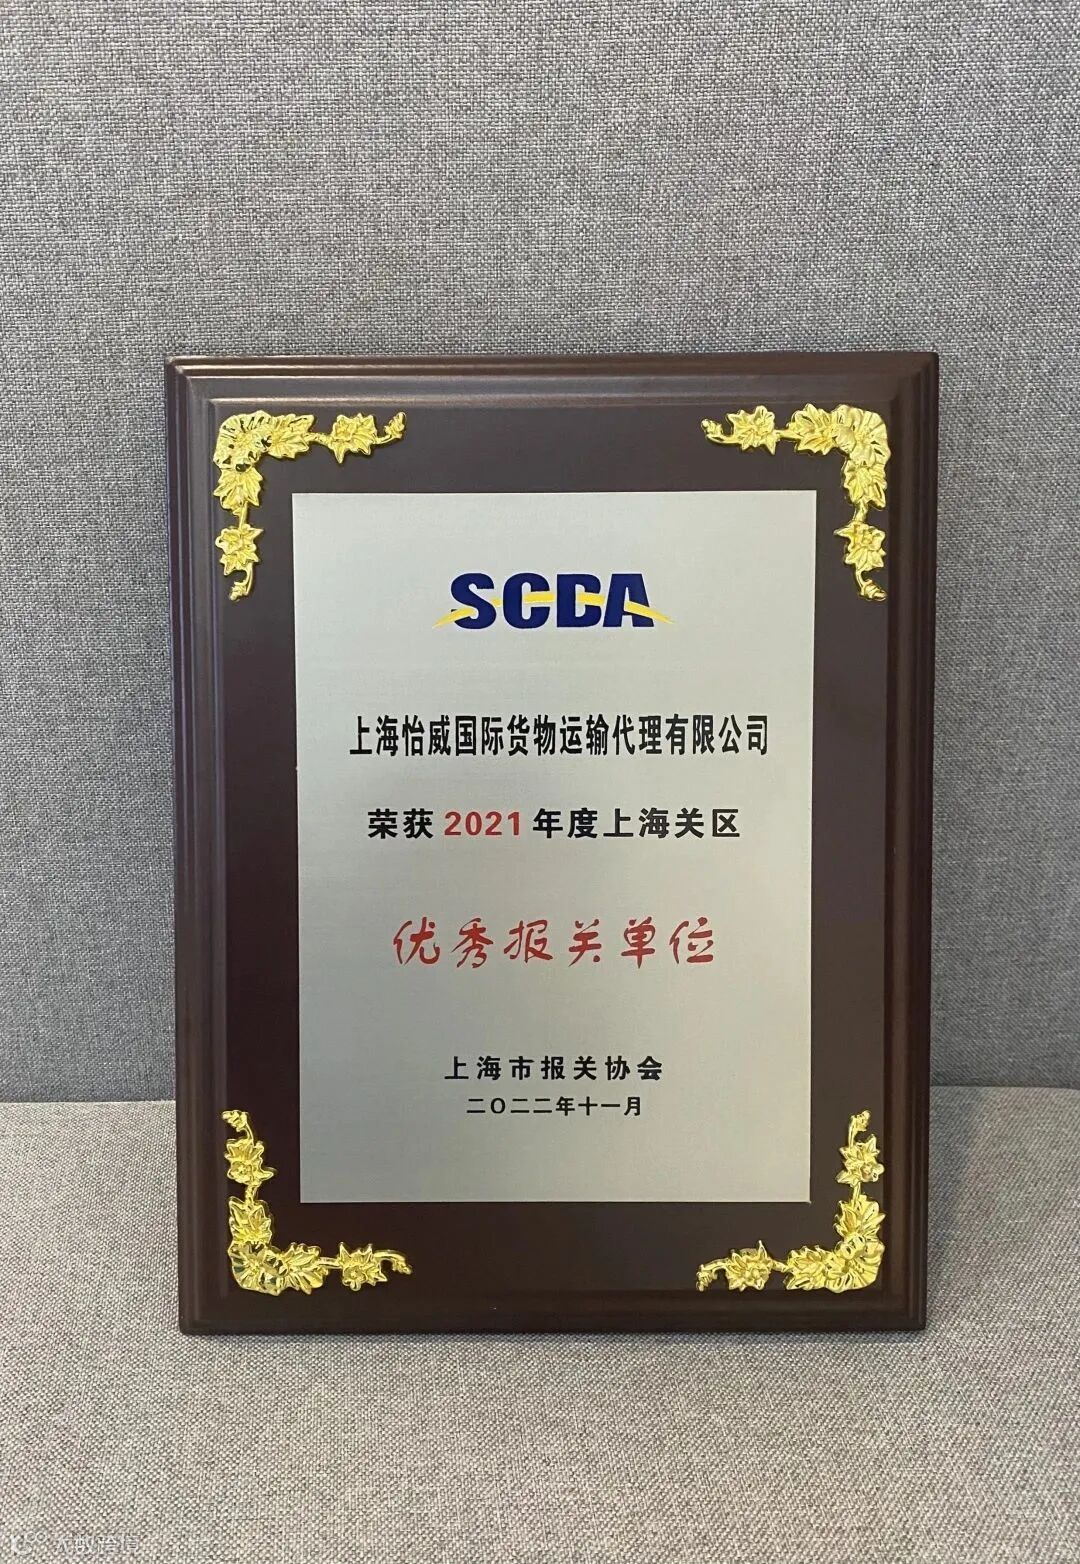 SCBA
上海怡威国际货物运输代理有限公司
荣获2021年度上海关区
优秀报关单位
上海市报关协会
二〇二二年十一月